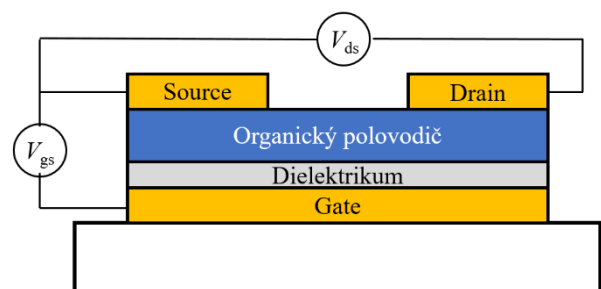 Vds
Source
Drain
Organický polovodič
Vgs
Dielektrikum
Gate